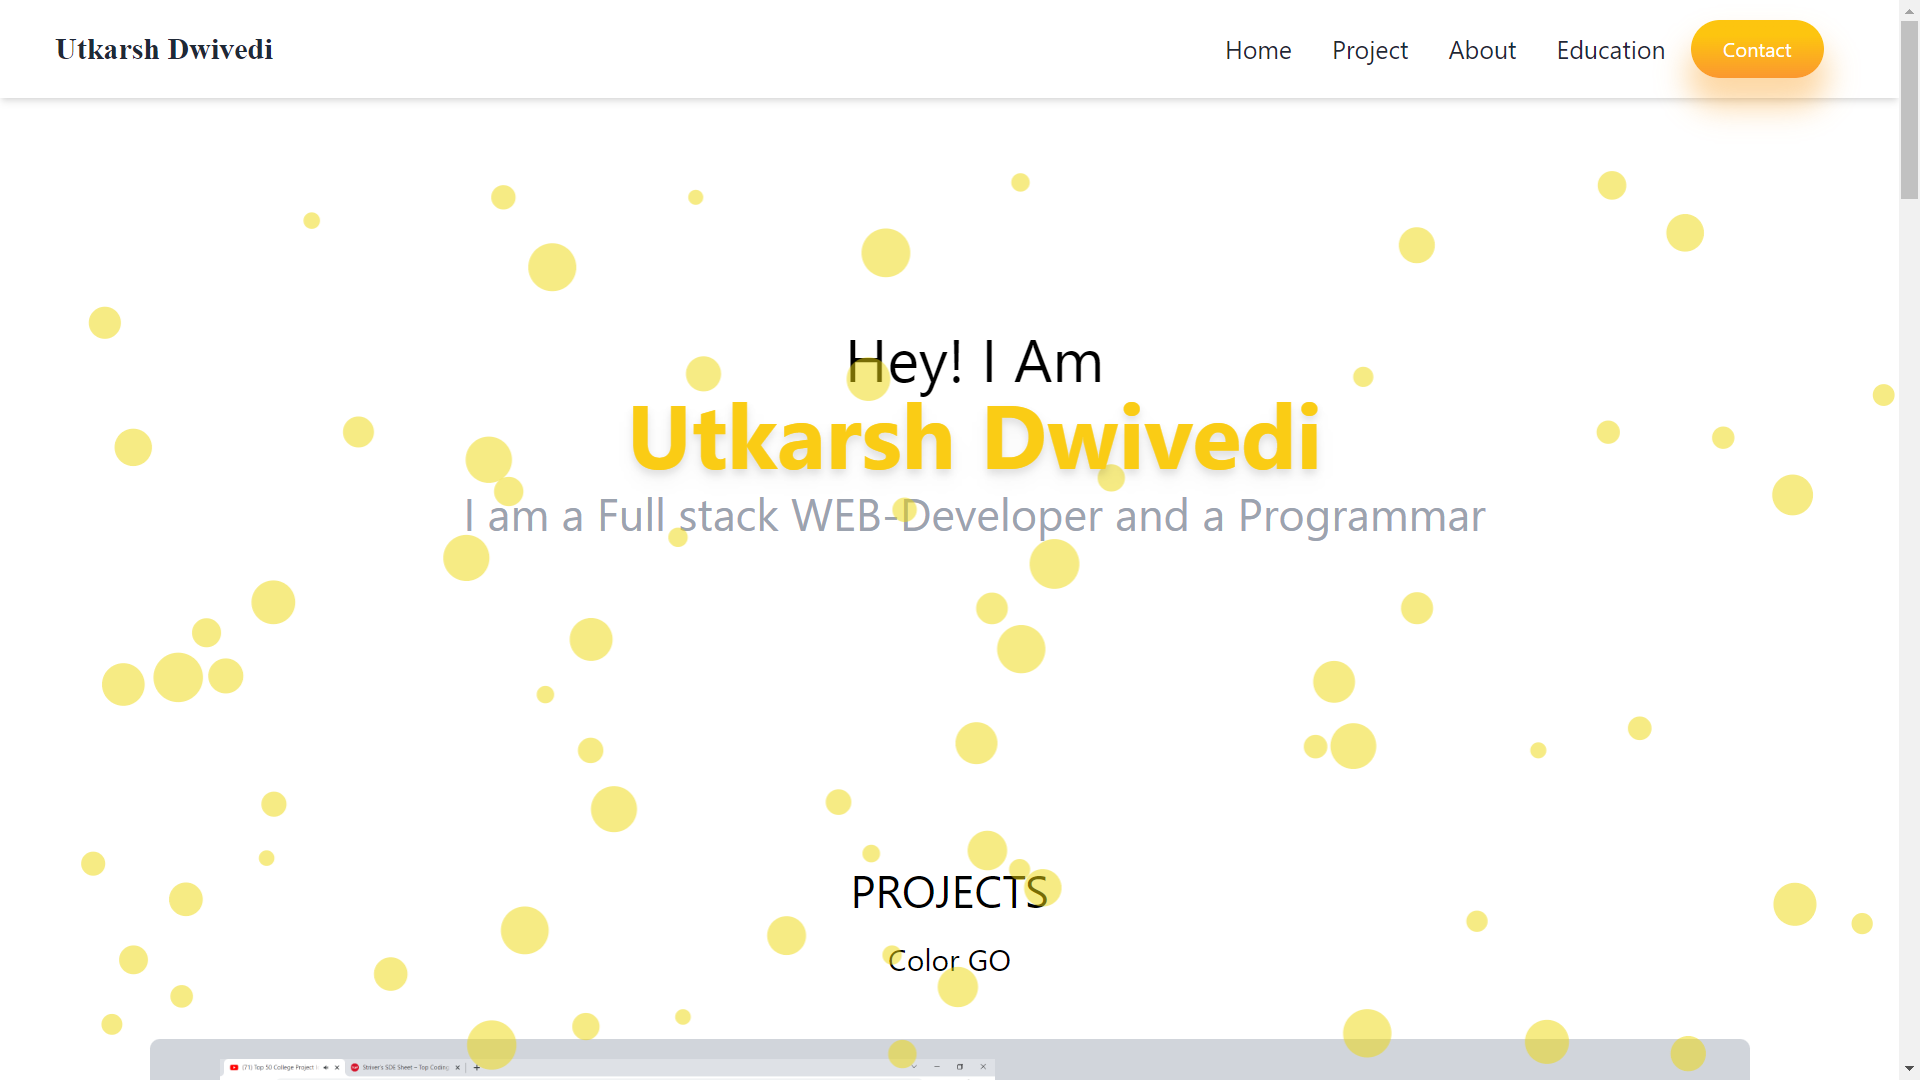 Utkarsh Dwivedi
Home Project About Education Contact
Hey! I Am
Utkarsh Dwivedi
I am a Full stack WEB-Developer and a Programmar
PROJECTS
Color GO
(71) Top 50 College Project I
Striver's SDE Sheet – Top Coding